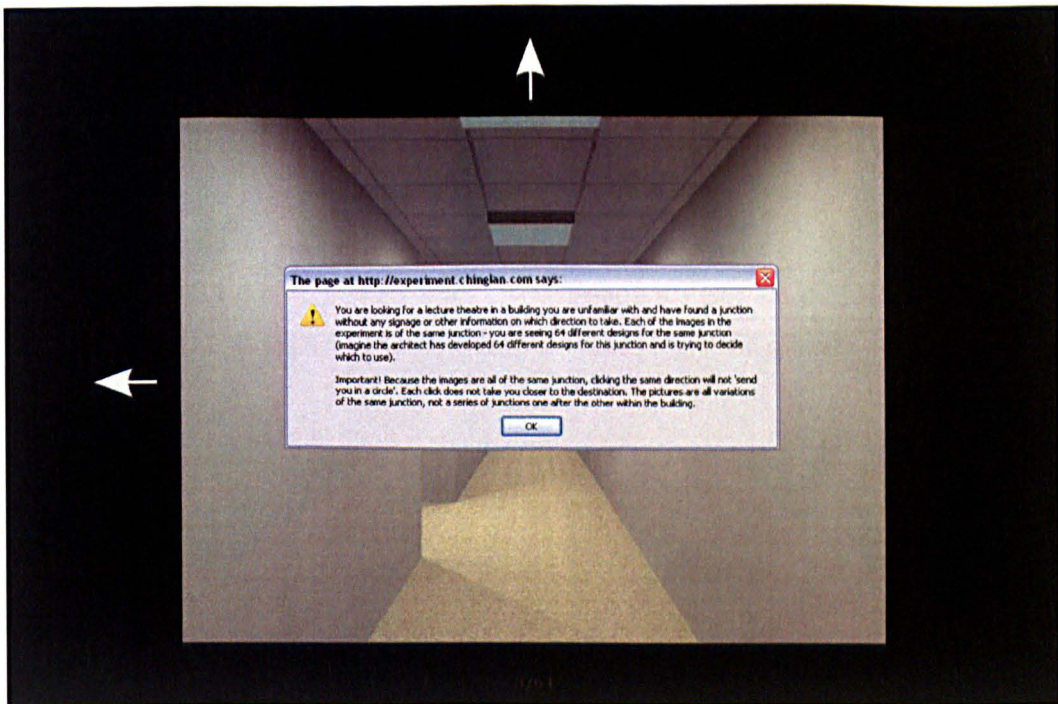 The page at http://experiment.chinglan.com says:
You are looking for a lecture theatre in a building you are unfamiliar with and have found a junction
without any signage or other information on which direction to take. Each of the images in the
experiment is of the same junction - you are seeing 64 different designs for the same junction
(imagine the architect has developed 64 different designs for this junction and is trying to decide
which to use).
Important! Because the images are all of the same junction, clicking the same direction will not 'send
you in a circle'. Each click does not take you closer to the destination. The pictures are all variations
of the same junction, not a series of junctions one after the other within the building.
OK